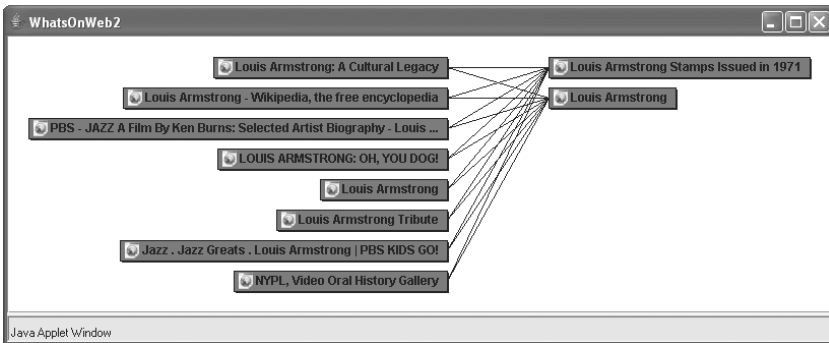 WhatsOnWeb2
Louis Armstrong: A Cultural Legacy
Louis Armstrong - Wikipedia, the free encyclopedia
PBS - JAZZ A Film By Ken Burns: Selected Artist Biography - Louis ...
LOUIS ARMSTRONG: OH, YOU DOG!
Louis Armstrong
Louis Armstrong Tribute
Jazz . Jazz Greats . Louis Armstrong | PBS KIDS GO!
NYPL, Video Oral History Gallery
Louis Armstrong Stamps Issued in 1971
Louis Armstrong
Java Applet Window